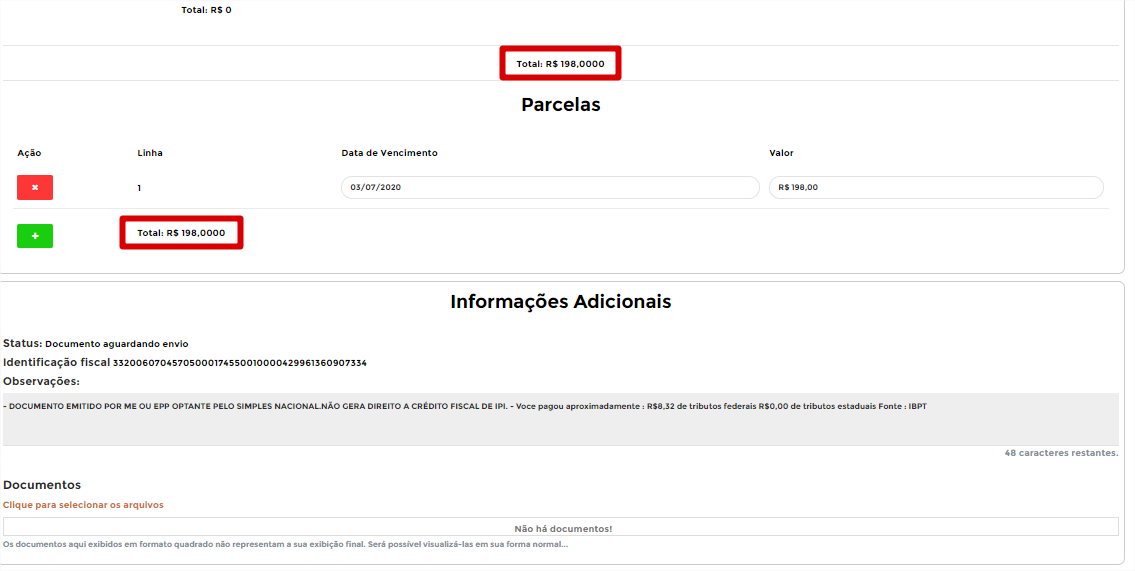 Total: R$ 0
Total: R$ 198,0000
Parcelas
Ação Linha Data de Vencimento Valor
1 03/07/2020 R$ 198,00
Total: R$ 198,0000
Informações Adicionais
Status: Documento aguardando envio
Identificação fiscal 33200607045705000174550010000429961360907334
Observações:
- DOCUMENTO EMITIDO POR ME OU EPP OPTANTE PELO SIMPLES NACIONAL.NÃO GERA DIREITO A CRÉDITO FISCAL DE IPI. - Voce pagou aproximadamente : R$8,32 de tributos federais R$0,00 de tributos estaduais Fonte : IBPT
48 caracteres restantes.
Documentos
Clique para selecionar os arquivos
Não há documentos!
Os documentos aqui exibidos em formato quadrado não representam a sua exibição final. Será possível visualizá-las em sua forma normal...